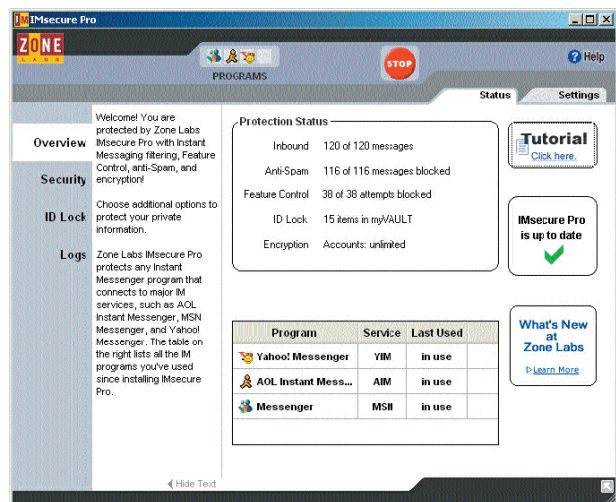 IMsecure Pro
ZONE
LABS
PROGRAMS
STOP
Help
Status
Settings
Overview
Security
ID Lock
Logs
Welcome! You are
protected by Zone Labs
IMsecure Pro with Instant
Messaging filtering, Feature
Control, anti-Spam, and
encryption!
Choose additional options to
protect your private
information.
Zone Labs IMsecure Pro
protects any Instant
Messenger program that
connects to major IM
services, such as AOL
Instant Messenger, MSN
Messenger, and Yahoo!
Messenger. The table on
the right lists all the IM
programs you've used
since installing IMsecure
Pro.
Hide Text
Protection Status
Inbound 120 of 120 messages
Anti-Spam 116 of 116 messages blocked
Feature Control 38 of 38 attempts blocked
ID Lock 15 items in myVAULT
Encryption Accounts: unlimited
Program Service Last Used
Yahoo! Messenger YIM in use
AOL Instant Mess... AIM in use
Messenger MSN in use
Tutorial
Click here.
IMsecure Pro
is up to date
What's New
at
Zone Labs
Learn More